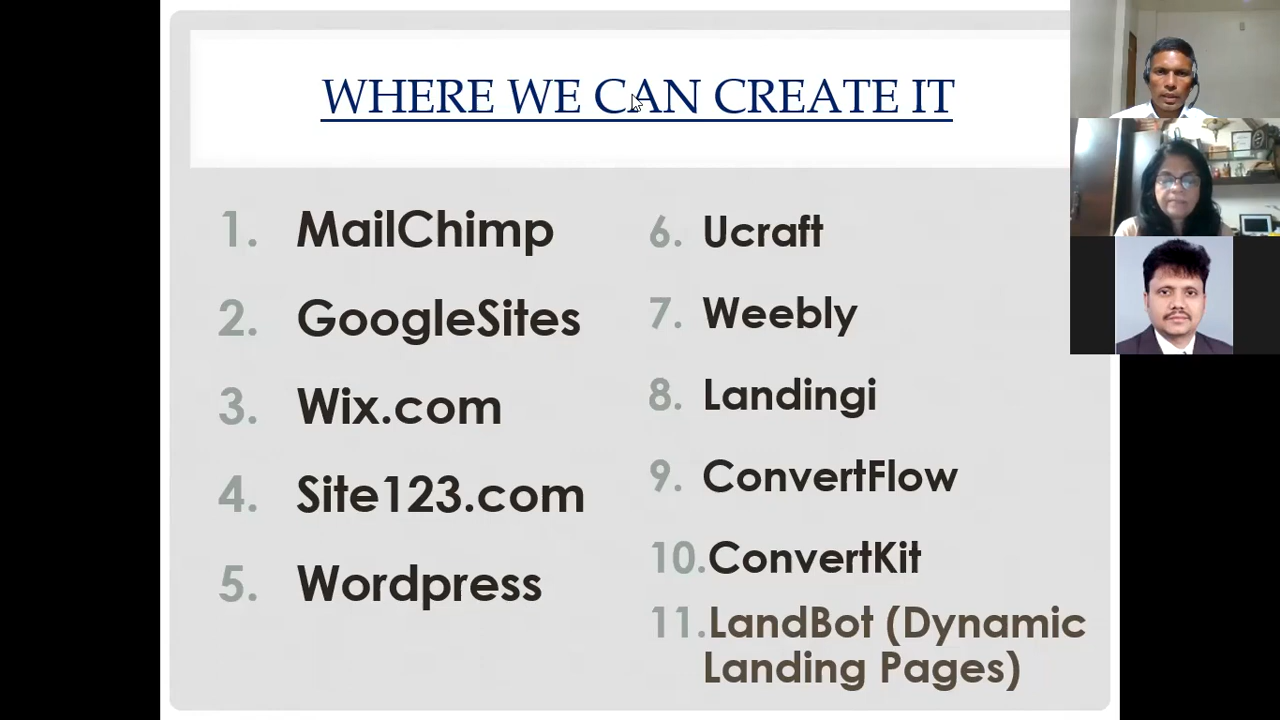 WHERE WE CAN CREATE IT
1. MailChimp
2. GoogleSites
3. Wix.com
4. Site123.com
5. Wordpress
6. Ucraft
7. Weebly
8. Landingi
9. ConvertFlow
10.ConvertKit
11.LandBot (Dynamic
Landing Pages)